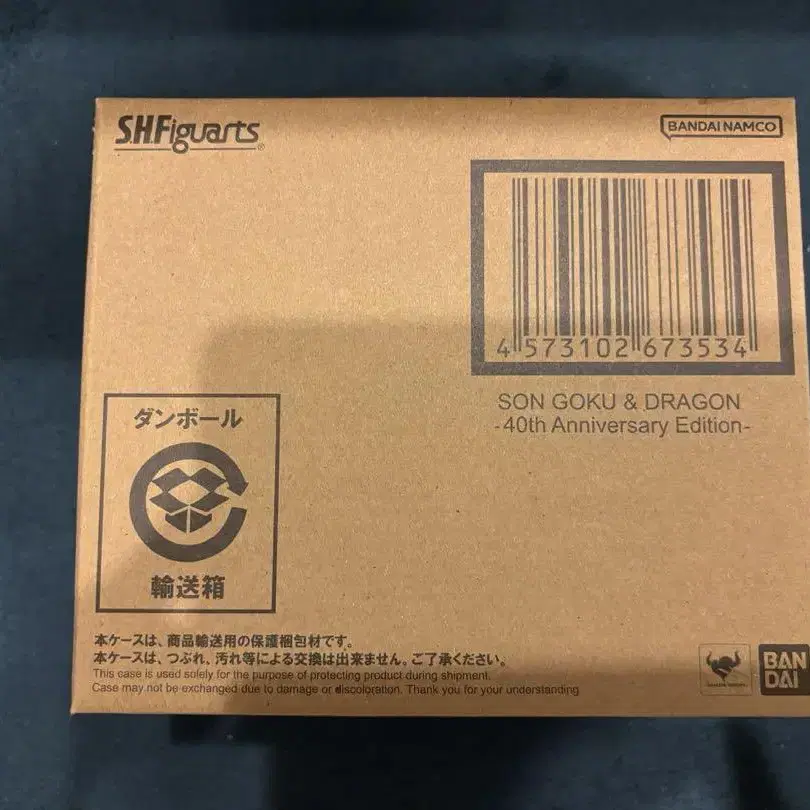 S.H.Figuarts
BANDAI NAMCO
4 573102 673534
SON GOKU & DRAGON
-40th Anniversary Edition-
ダンボール
輸送箱
本ケースは、商品輸送用の保護梱包材です。
本ケースは、つぶれ、汚れ等による交換は出来ません。ご了承ください。
This case is used solely for the purpose of protecting product during shipment.
Case may not be exchanged due to damage or discoloration. Thank you for your understanding
BAN
DAI